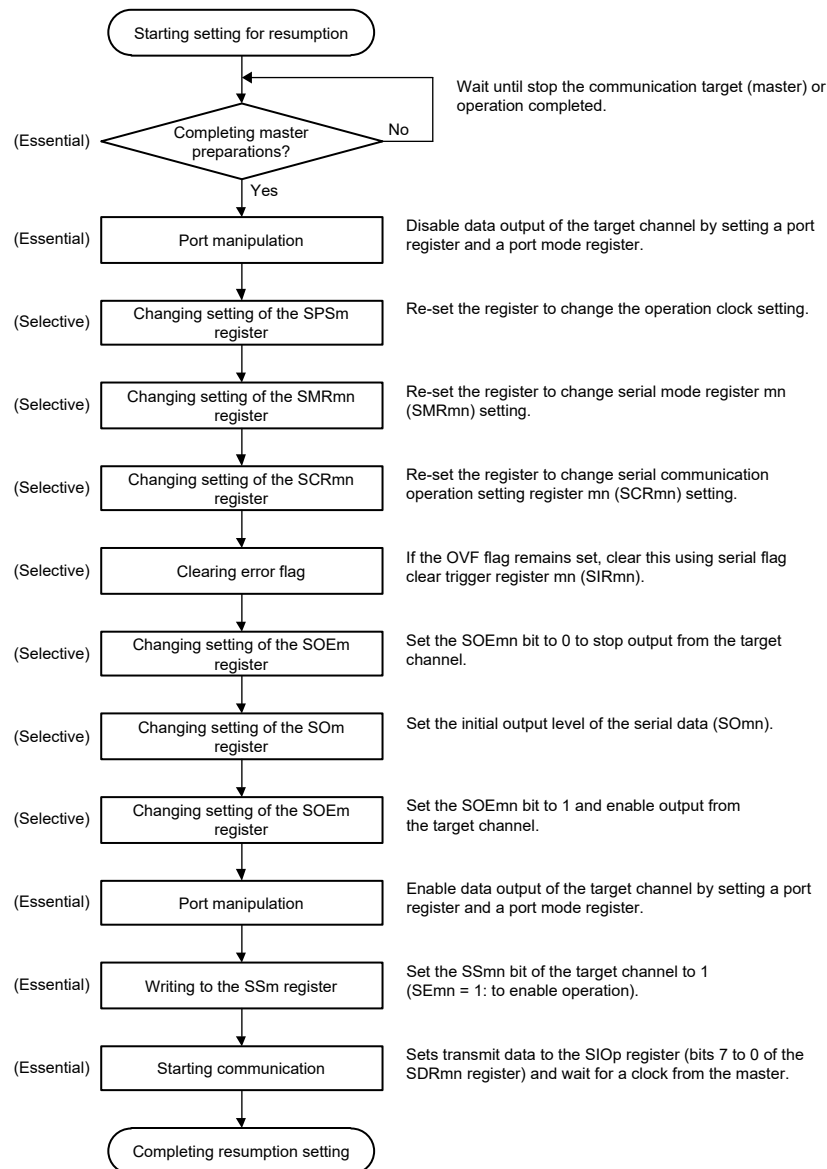 Starting setting for resumption
Wait until stop the communication target (master) or
operation completed.
(Essential)
Completing master
preparations?
No
Yes
(Essential)
Port manipulation
Disable data output of the target channel by setting a port
register and a port mode register.
(Selective)
Changing setting of the SPSm
register
Re-set the register to change the operation clock setting.
(Selective)
Changing setting of the SMRmn
register
Re-set the register to change serial mode register mn
(SMRmn) setting.
(Selective)
Changing setting of the SCRmn
register
Re-set the register to change serial communication
operation setting register mn (SCRmn) setting.
(Selective)
Clearing error flag
If the OVF flag remains set, clear this using serial flag
clear trigger register mn (SIRmn).
(Selective)
Changing setting of the SOEm
register
Set the SOEmn bit to 0 to stop output from the target
channel.
(Selective)
Changing setting of the SOm
register
Set the initial output level of the serial data (SOmn).
(Selective)
Changing setting of the SOEm
register
Set the SOEmn bit to 1 and enable output from
the target channel.
(Essential)
Port manipulation
Enable data output of the target channel by setting a port
register and a port mode register.
(Essential)
Writing to the SSm register
Set the SSmn bit of the target channel to 1
(SEmn = 1: to enable operation).
(Essential)
Starting communication
Sets transmit data to the SIOp register (bits 7 to 0 of the
SDRmn register) and wait for a clock from the master.
Completing resumption setting